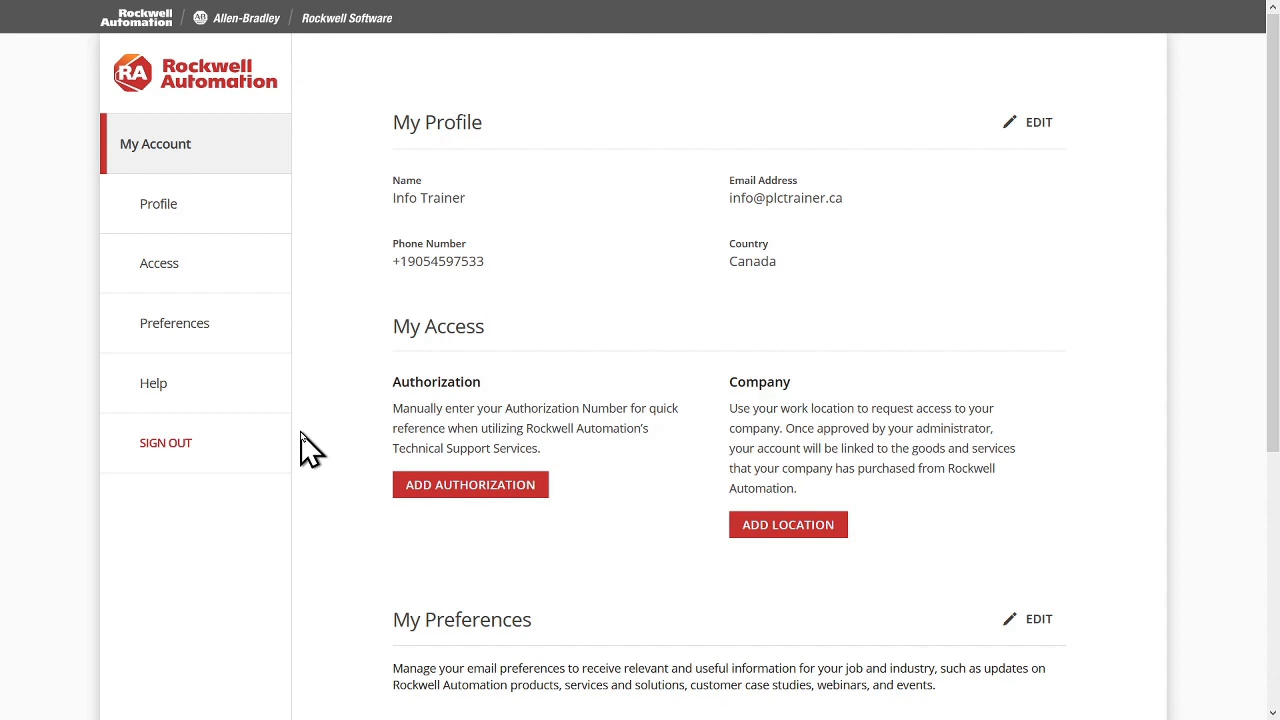 Rockwell Automation
Allen-Bradley
Rockwell Software
RA
Rockwell Automation
My Account
Profile
Access
Preferences
Help
SIGN OUT
My Profile
EDIT
Name
Info Trainer
Email Address
info@plctrainer.ca
Phone Number
+19054597533
Country
Canada
My Access
Authorization
Manually enter your Authorization Number for quick
reference when utilizing Rockwell Automation’s
Technical Support Services.
ADD AUTHORIZATION
Company
Use your work location to request access to your
company. Once approved by your administrator,
your account will be linked to the goods and services
that your company has purchased from Rockwell
Automation.
ADD LOCATION
My Preferences
EDIT
Manage your email preferences to receive relevant and useful information for your job and industry, such as updates on
Rockwell Automation products, services and solutions, customer case studies, webinars, and events.